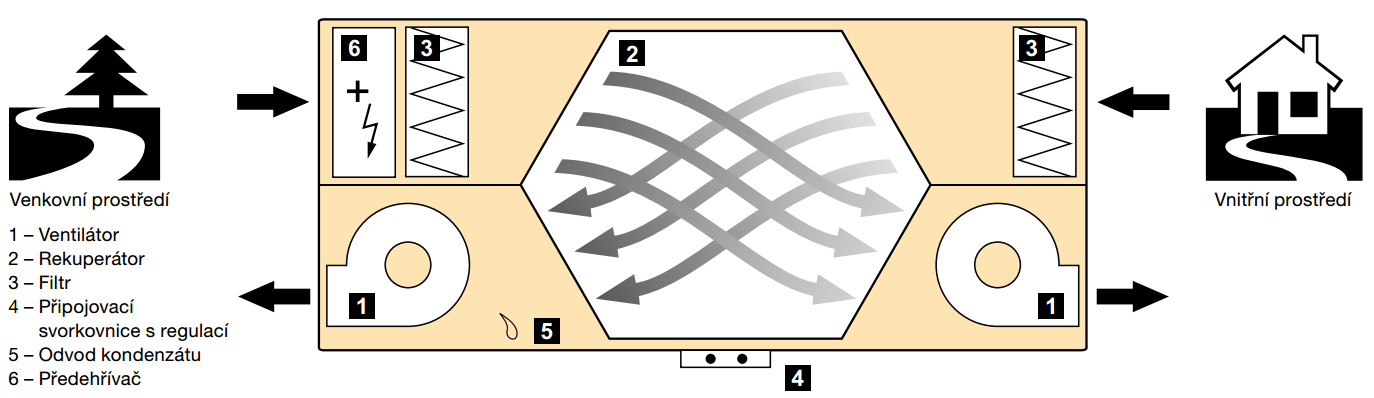 6
3
2
3
Venkovní prostředí
Vnitřní prostředí
1 – Ventilátor
2 – Rekuperátor
3 – Filtr
4 – Připojovací
svorkovnice s regulací
5 – Odvod kondenzátu
6 – Předehřívač
1
1
5
4